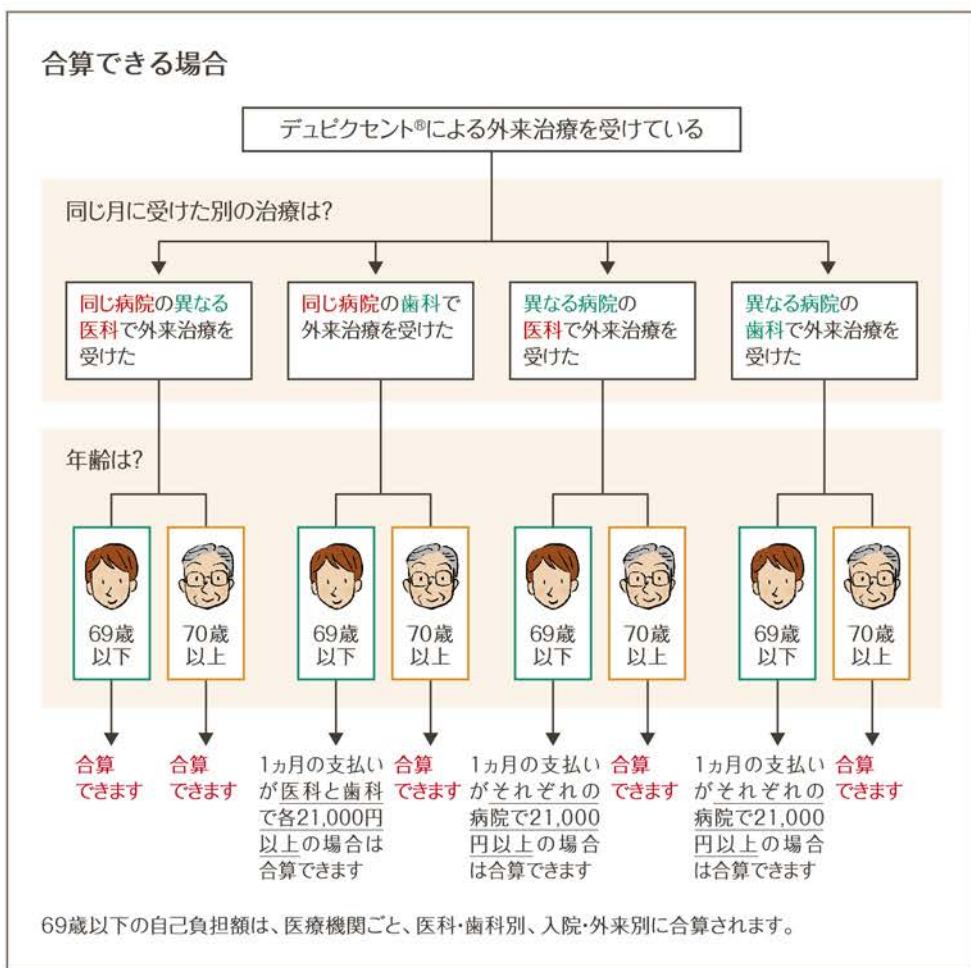 合算できる場合
デュピクセント®による外来治療を受けている
同じ月に受けた別の治療は?
同じ病院の異なる
医科で外来治療を
受けた
同じ病院の歯科で
外来治療を受けた
異なる病院の
医科で外来治療を
受けた
異なる病院の
歯科で外来治療を
受けた
年齢は?
69歳
以下
70歳
以上
69歳
以下
70歳
以上
69歳
以下
70歳
以上
69歳
以下
70歳
以上
合算
できます
合算
できます
1ヵ月の支払い
が医科と歯科
で各21,000円
以上の場合は
合算できます
合算
できます
1ヵ月の支払い
がそれぞれの
病院で21,000
円以上の場合
は合算できます
合算
できます
1ヵ月の支払い
がそれぞれの
病院で21,000
円以上の場合
は合算できます
合算
できます
69歳以下の自己負担額は、医療機関ごと、医科・歯科別、入院・外来別に合算されます。